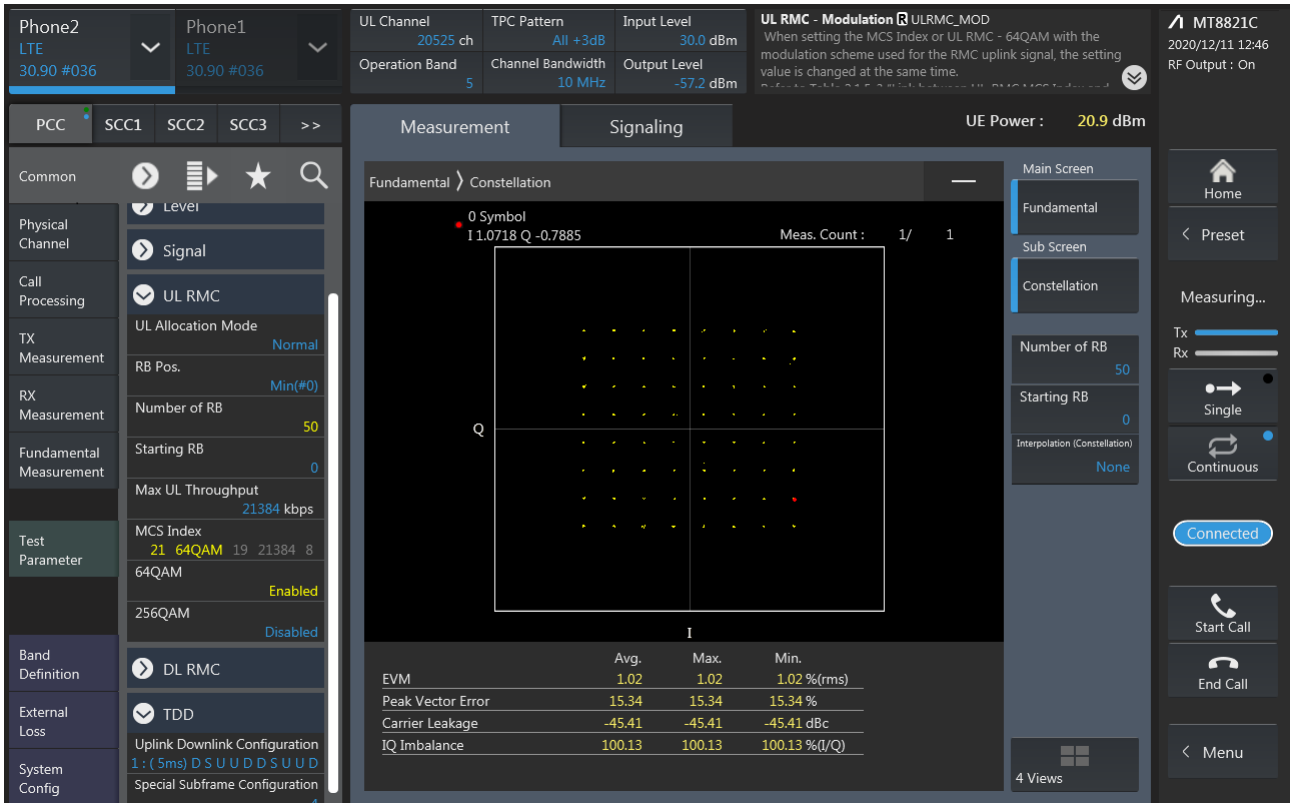 Phone2
LTE
30.90 #036
Phone1
LTE
30.90 #036
UL Channel
20525 ch
TPC Pattern
All +3dB
Input Level
30.0 dBm
Operation Band
5
Channel Bandwidth
10 MHz
Output Level
-57.2 dBm
UL RMC - Modulation R ULRMC_MOD
When setting the MCS Index or UL RMC - 64QAM with the
modulation scheme used for the RMC uplink signal, the setting
value is changed at the same time.
MT8821C
2020/12/11 12:46
RF Output : On
PCC SCC1 SCC2 SCC3 >>
Measurement
Signaling
UE Power : 20.9 dBm
Common
Physical
Channel
Call
Processing
TX
Measurement
RX
Measurement
Fundamental
Measurement
Test
Parameter
Band
Definition
External
Loss
System
Config
Level
Signal
UL RMC
UL Allocation Mode
Normal
RB Pos.
Min(#0)
Number of RB
50
Starting RB
0
Max UL Throughput
21384 kbps
MCS Index
21 64QAM 19 21384 8
64QAM
Enabled
256QAM
Disabled
DL RMC
TDD
Uplink Downlink Configuration
1 : ( 5ms) D S U U D D S U U D
Special Subframe Configuration
Fundamental 〉 Constellation
0 Symbol
I 1.0718 Q -0.7885
Meas. Count : 1/ 1
Q
I
Avg. Max. Min.
EVM 1.02 1.02 1.02 %(rms)
Peak Vector Error 15.34 15.34 15.34 %
Carrier Leakage -45.41 -45.41 -45.41 dBc
IQ Imbalance 100.13 100.13 100.13 %(I/Q)
Main Screen
Fundamental
Sub Screen
Constellation
Number of RB
50
Starting RB
0
Interpolation (Constellation)
None
4 Views
Home
< Preset
Measuring...
Tx
Rx
Single
Continuous
Connected
Start Call
End Call
< Menu